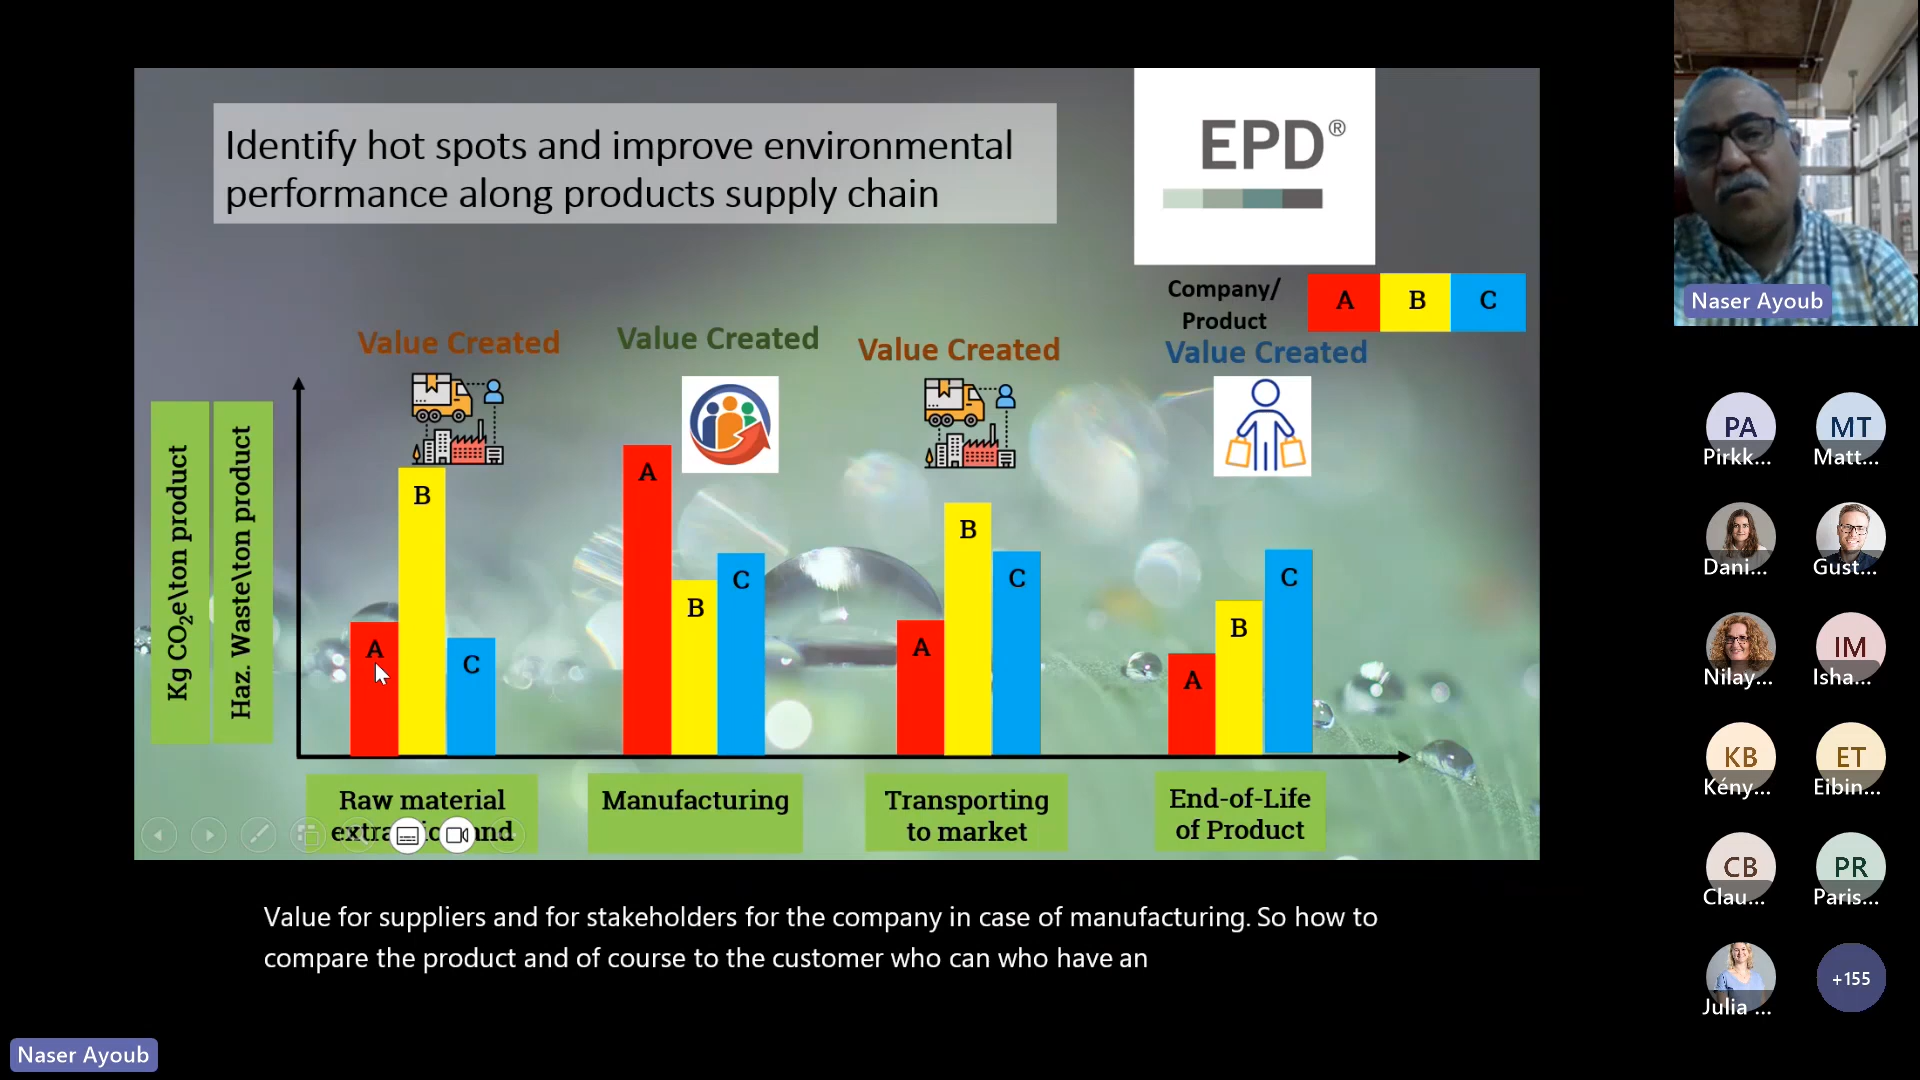 Identify hot spots and improve environmental
performance along products supply chain
EPD®
Company/
Product
A
B
C
Value Created
Value Created
Value Created
Value Created
Kg CO₂e\ton product
Haz. Waste\ton product
A
B
C
A
B
C
A
B
C
A
B
C
Raw material
and
Manufacturing
Transporting
to market
End-of-Life
of Product
Value for suppliers and for stakeholders for the company in case of manufacturing. So how to
compare the product and of course to the customer who can who have an
Naser Ayoub
Naser Ayoub
PA
Pirkk...
MT
Matt...
Dani...
Gust...
Nilay...
IM
Isha...
KB
Kény...
ET
Eibin...
CB
Clau...
PR
Paris...
Julia ...
+155